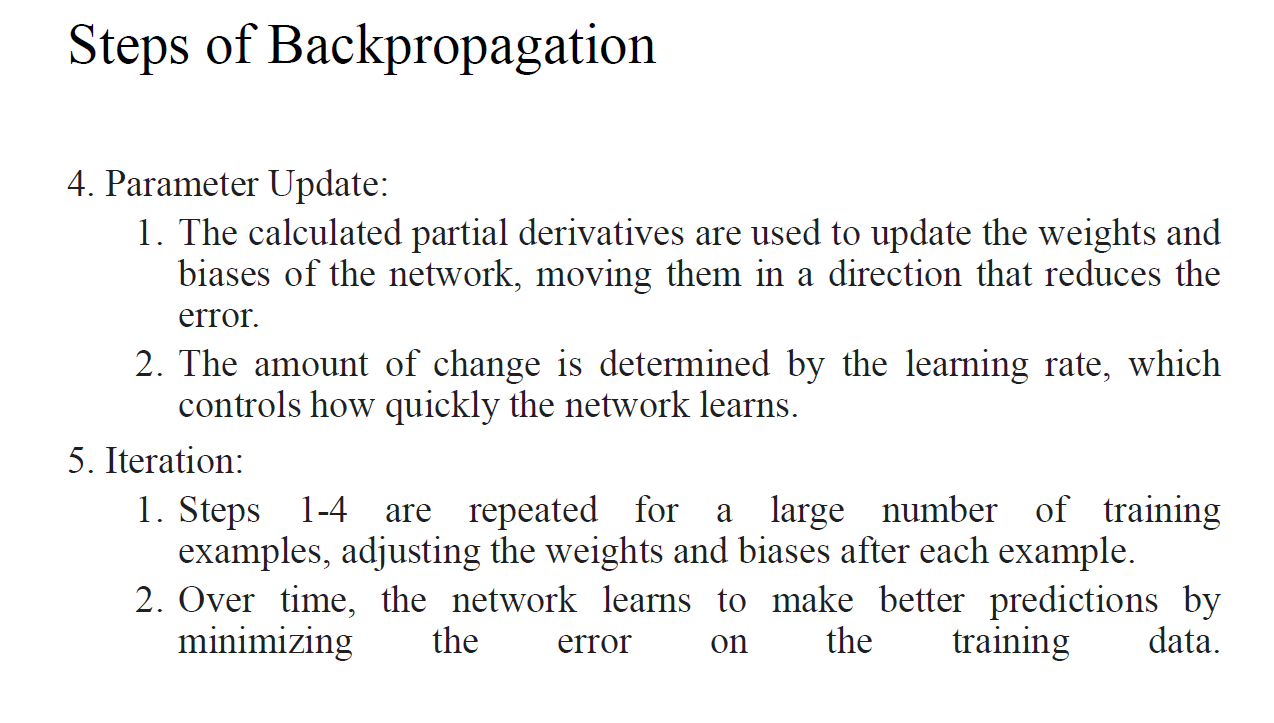 Steps of Backpropagation
4. Parameter Update:
1. The calculated partial derivatives are used to update the weights and
biases of the network, moving them in a direction that reduces the
error.
2. The amount of change is determined by the learning rate, which
controls how quickly the network learns.
5. Iteration:
1. Steps 1-4 are repeated for a large number of training
examples, adjusting the weights and biases after each example.
2. Over time, the network learns to make better predictions by
minimizing the error on the training data.